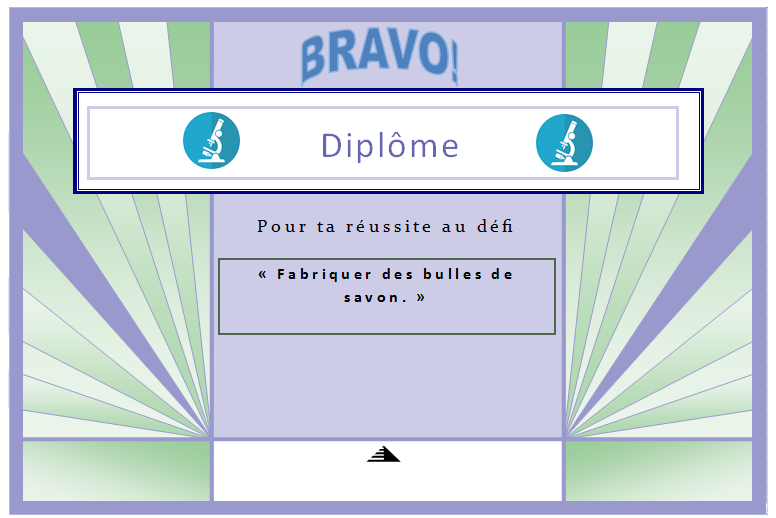 BRAVO!
Diplôme
Pour ta réussite au défi
« Fabriquer des bulles de
savon. »